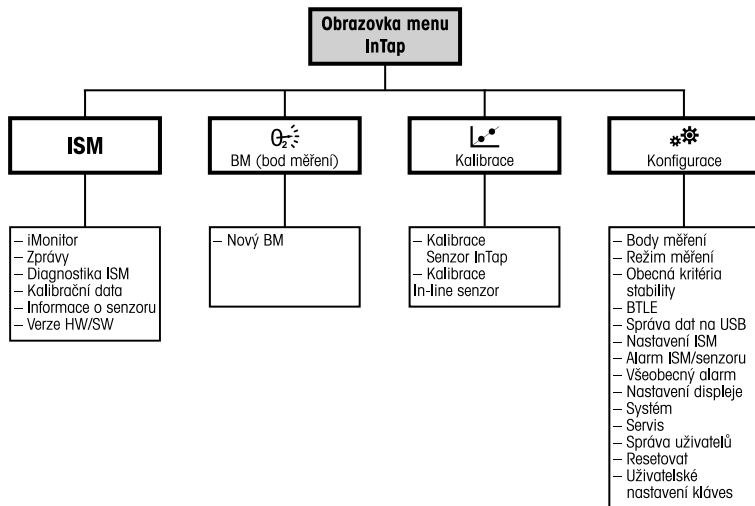 Obrazovka menu
InTap
ISM
O₂
BM (bod měření)
Kalibrace
Konfigurace
– iMonitor
– Zprávy
– Diagnostika ISM
– Kalibrační data
– Informace o senzoru
– Verze HW/SW
– Nový BM
– Kalibrace
Senzor InTap
– Kalibrace
In-line senzor
– Body měření
– Režim měření
– Obecná kritéria
stability
– BTLE
– Správa dat na USB
– Nastavení ISM
– Alarm ISM/senzoru
– Všeobecný alarm
– Nastavení displeje
– Systém
– Servis
– Správa uživatelů
– Resetovat
– Uživatelské
nastavení kláves